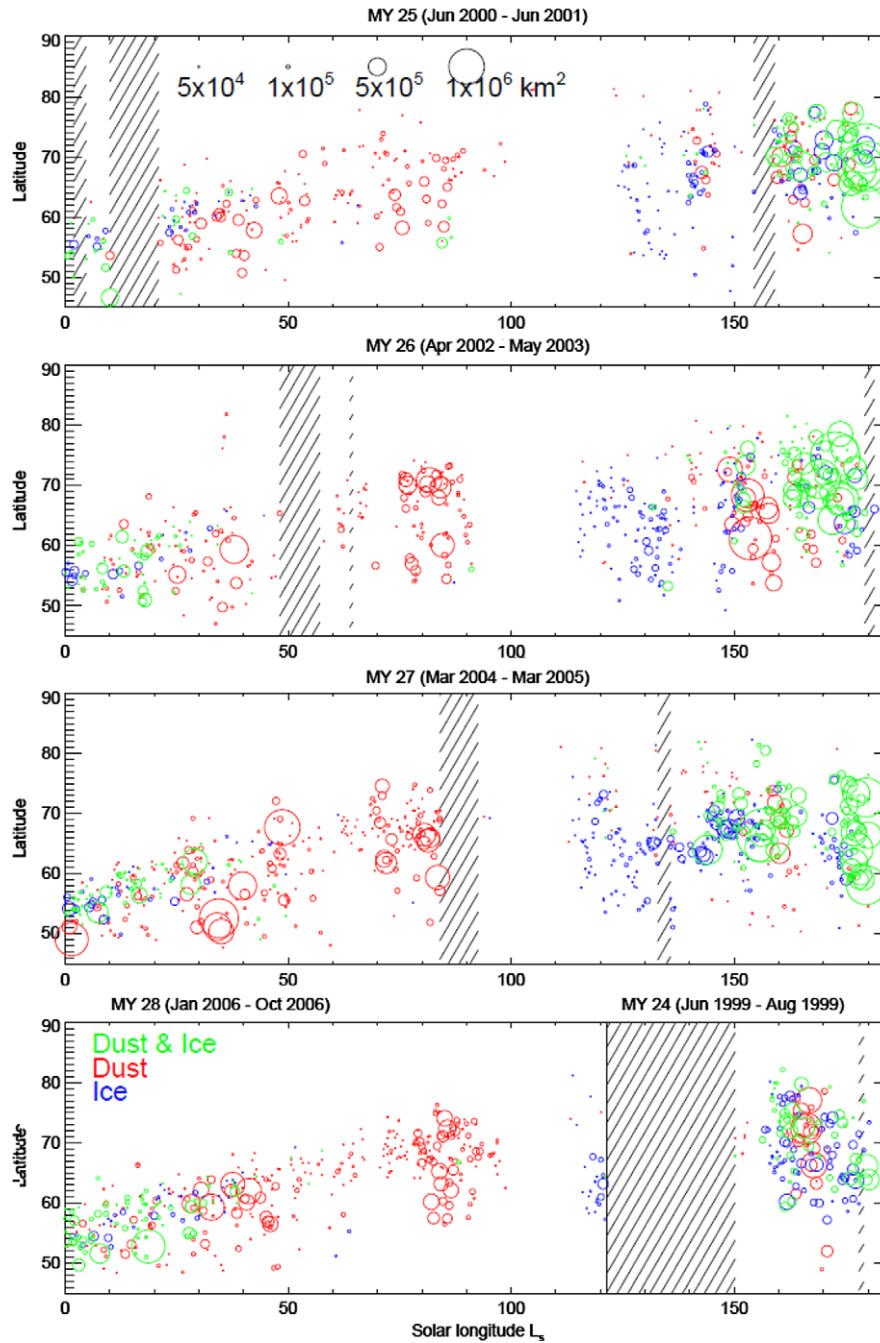 MY 25 (Jun 2000 - Jun 2001)
90
80
70
60
50
Latitude
5x10⁴ 1x10⁵ 5x10⁵ 1x10⁶ km²
0 50 100 150
MY 26 (Apr 2002 - May 2003)
90
80
70
60
50
Latitude
0 50 100 150
MY 27 (Mar 2004 - Mar 2005)
90
80
70
60
50
Latitude
0 50 100 150
MY 28 (Jan 2006 - Oct 2006) MY 24 (Jun 1999 - Aug 1999)
90
80
70
60
50
Latitude
Dust & Ice
Dust
Ice
0 50 100 150
Solar longitude Lₛ